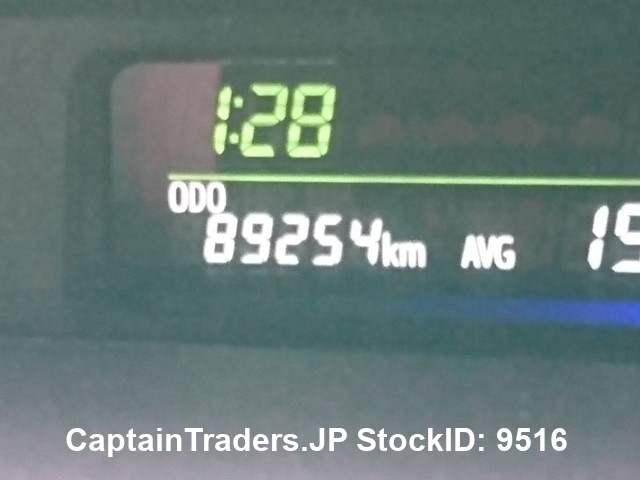 1:28
ODO
89254km AVG
CaptainTraders.JP StockID: 9516